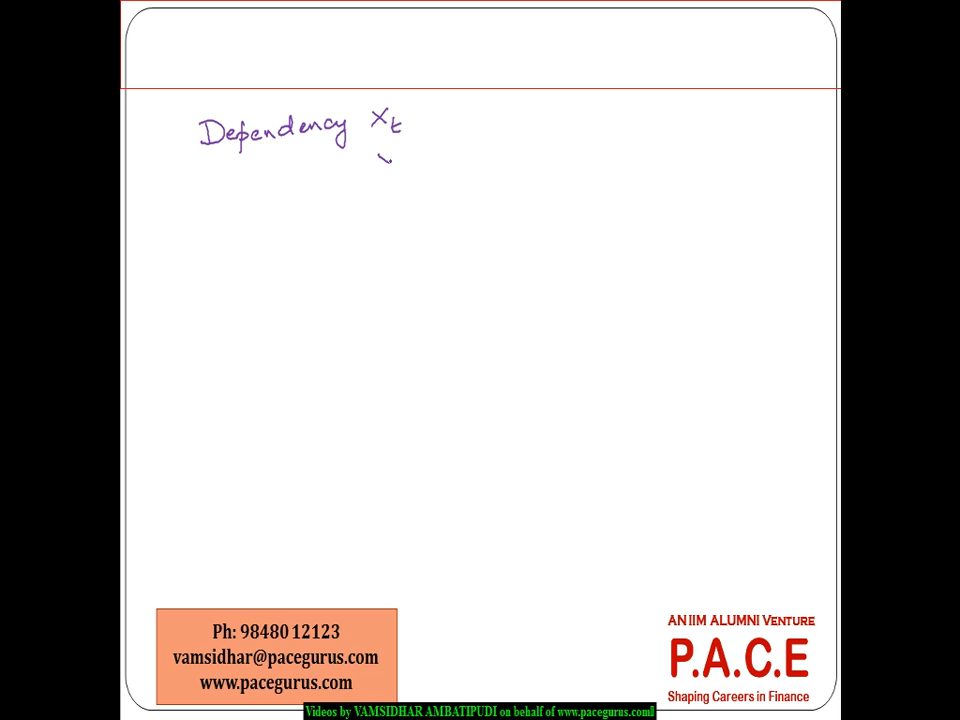 Dependency Xt
Ph: 98480 12123
vamsidhar@pacegurus.com
www.pacegurus.com
AN IIM ALUMNI VENTURE
P.A.C.E
Shaping Careers in Finance
Videos by VAMSIDHAR AMBATIPUDI on behalf of www.pacegurus.com